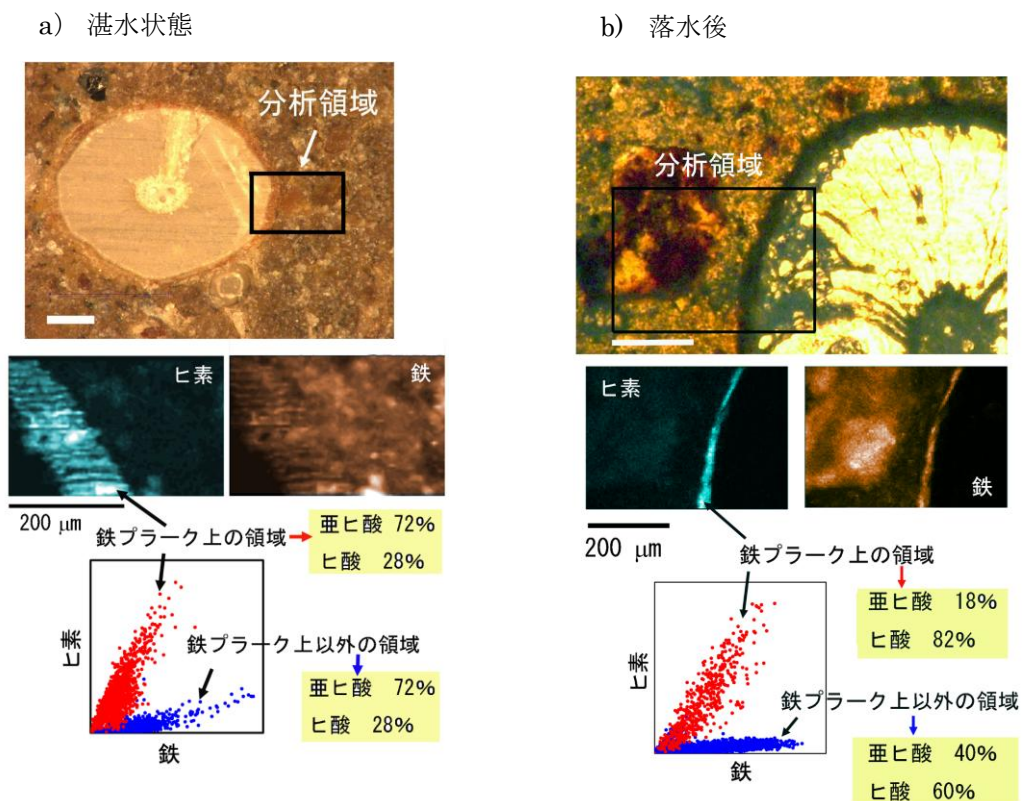 a） 湛水状態
分析領域
ヒ素
鉄
200 μm
鉄プラーク上の領域
亜ヒ酸 72%
ヒ酸 28%
ヒ素
鉄プラーク上以外の領域
亜ヒ酸 72%
ヒ酸 28%
鉄
b) 落水後
分析領域
ヒ素
鉄
200 μm
鉄プラーク上の領域
亜ヒ酸 18%
ヒ酸 82%
ヒ素
鉄プラーク上以外の領域
亜ヒ酸 40%
ヒ酸 60%
鉄